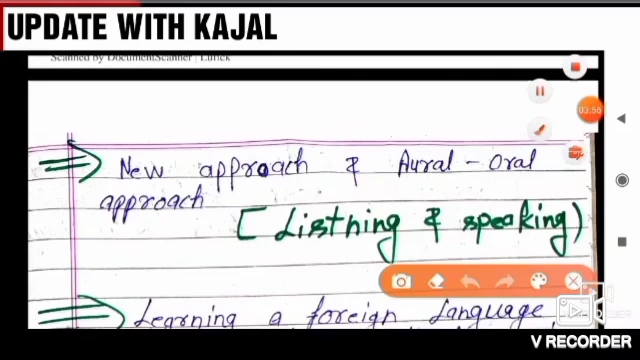 UPDATE WITH KAJAL
Scanned by DocumentScanner | Lufick
03:56
New approach & Aural-Oral
approach
[Listning & speaking)
Learning a foreign language
V RECORDER